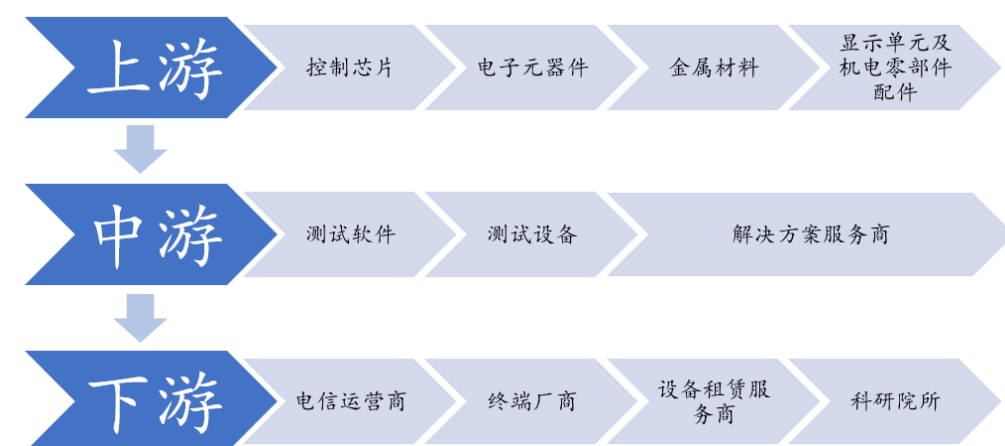 上游
控制芯片
电子元器件
金属材料
显示单元及
机电零部件
配件
中游
测试软件
测试设备
解决方案服务商
下游
电信运营商
终端厂商
设备租赁服
务商
科研院所